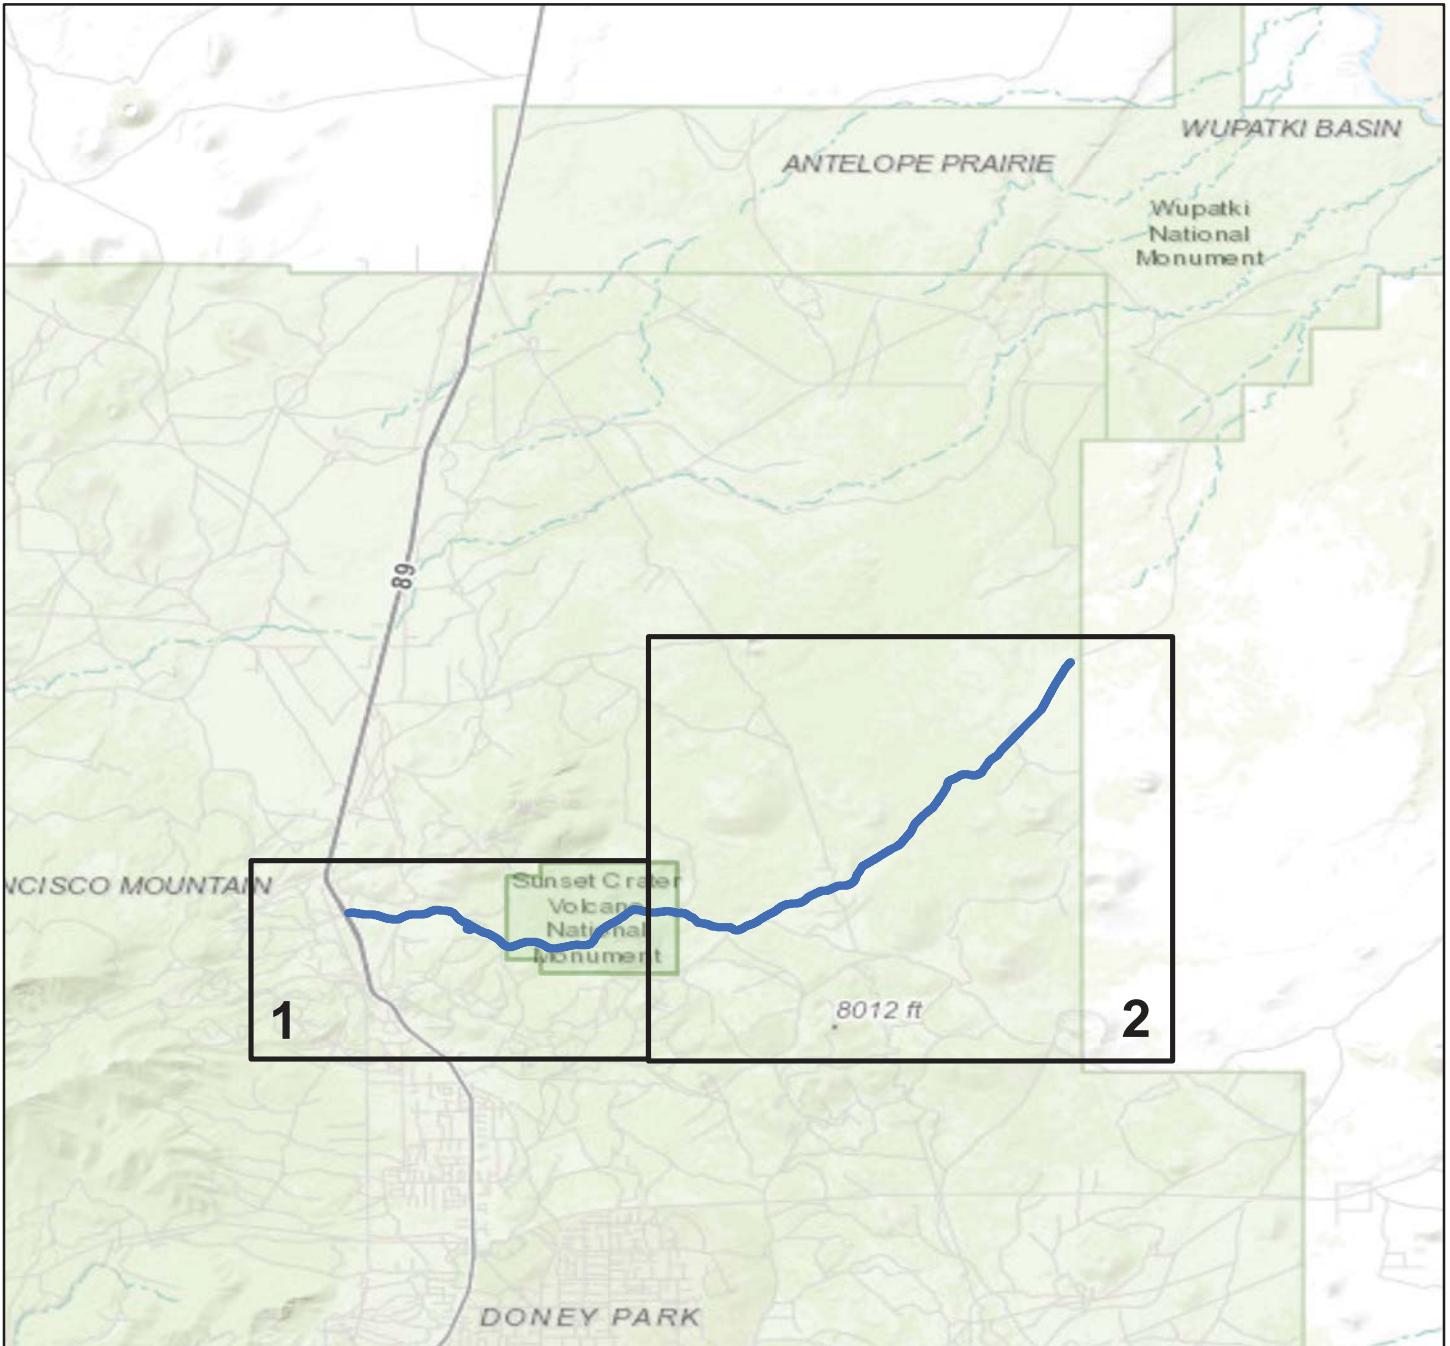 WUPATKI BASIN
ANTELOPE PRAIRIE
Wupatki
National
Monument
89
NCISCO MOUNTAIN
Sunset Crater
Volcano
National
Monument
1
8012 ft
2
DONEY PARK